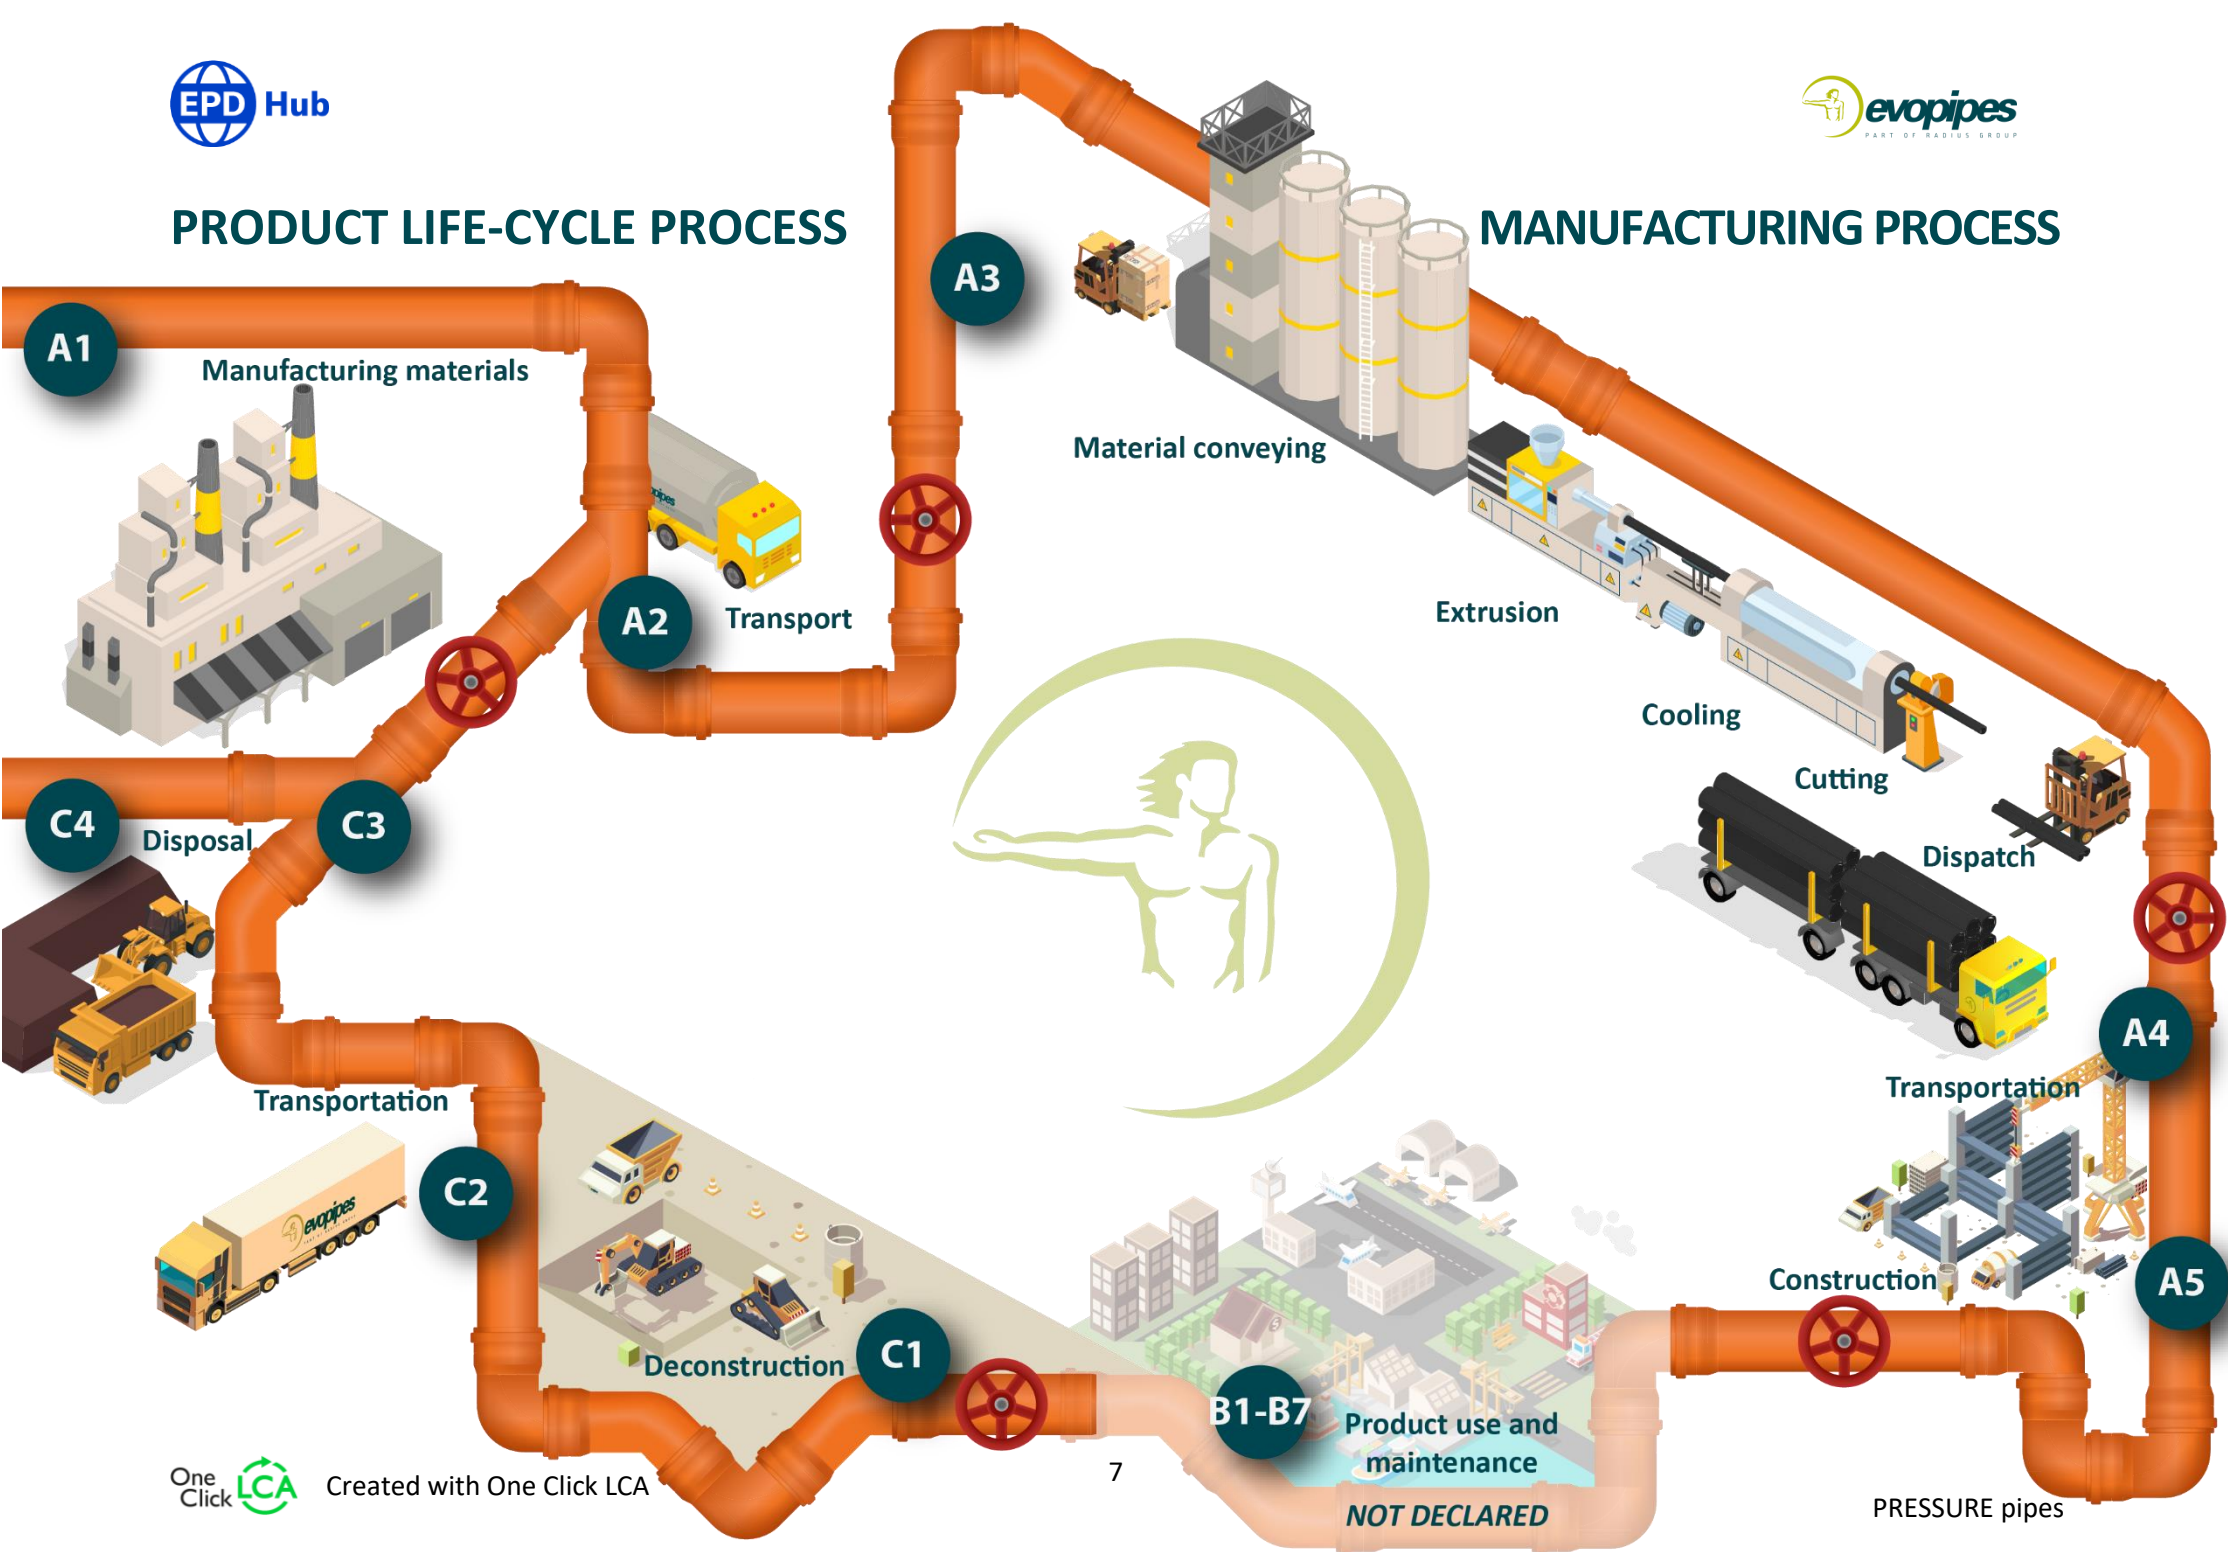 EPD Hub
evopipes
PART OF RADIUS GROUP
PRODUCT LIFE-CYCLE PROCESS
MANUFACTURING PROCESS
A1
Manufacturing materials
A2
Transport
A3
Material conveying
Extrusion
Cooling
Cutting
Dispatch
A4
Transportation
A5
Construction
B1-B7
Product use and
maintenance
NOT DECLARED
C1
Deconstruction
C2
Transportation
evopipes
C3
C4
Disposal
One
Click
LCA
Created with One Click LCA
7
PRESSURE pipes